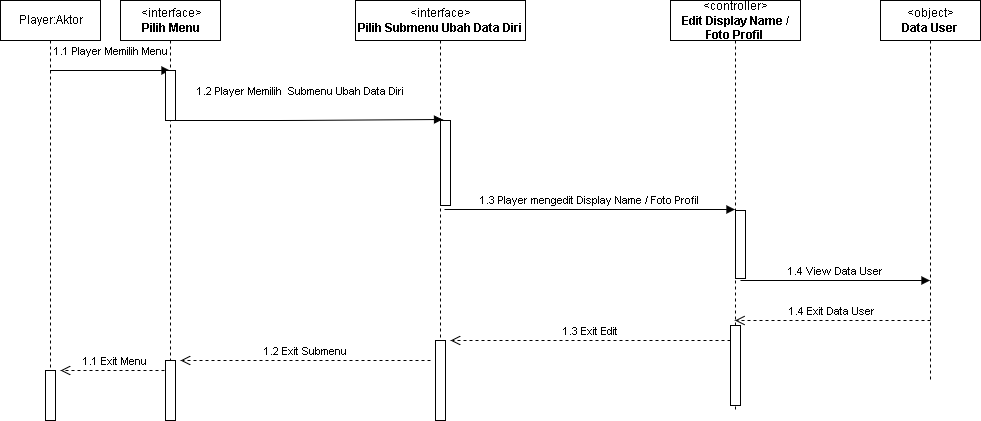 Player:Aktor
<interface>
Pilih Menu
<interface>
Pilih Submenu Ubah Data Diri
<controller>
Edit Display Name /
Foto Profil
<object>
Data User
1.1 Player Memilih Menu
1.2 Player Memilih  Submenu Ubah Data Diri
1.3 Player mengedit Display Name / Foto Profil
1.4 View Data User
1.4 Exit Data User
1.3 Exit Edit
1.2 Exit Submenu
1.1 Exit Menu